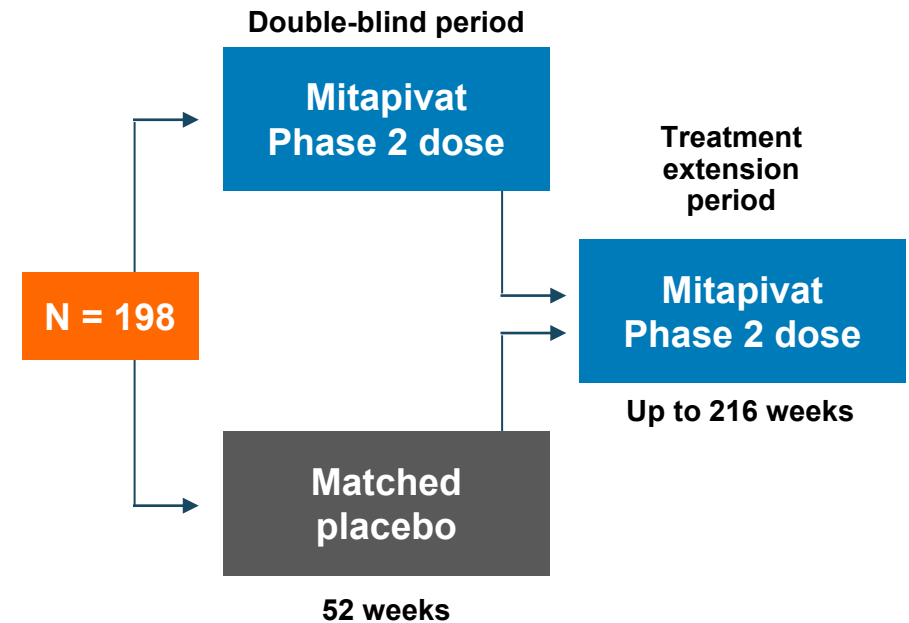 Double-blind period
Mitapivat
Phase 2 dose
Treatment
extension
period
N = 198
Mitapivat
Phase 2 dose
Up to 216 weeks
Matched
placebo
52 weeks